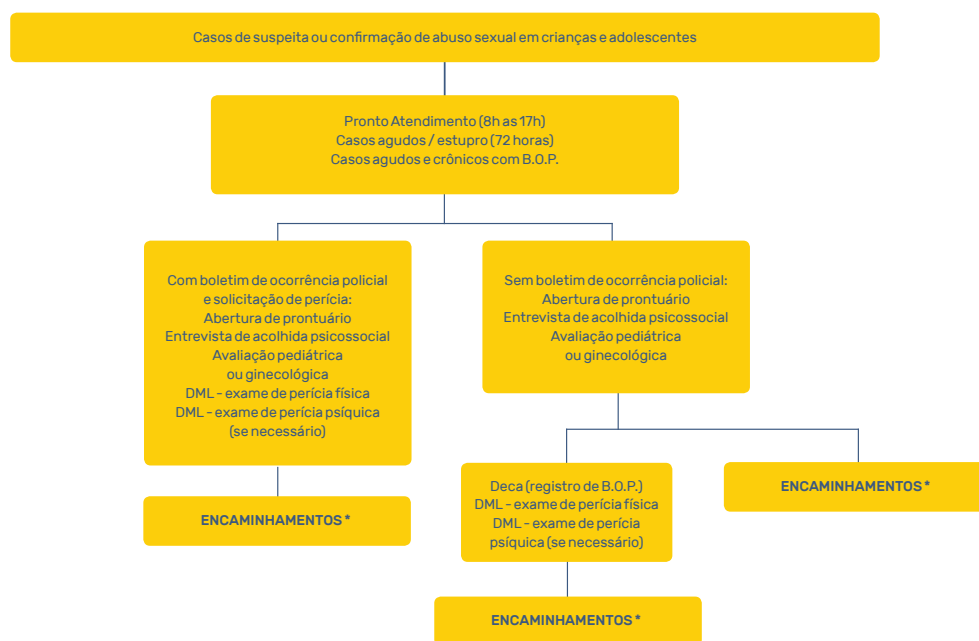 Casos de suspeita ou confirmação de abuso sexual em crianças e adolescentes
Pronto Atendimento (8h as 17h)
Casos agudos / estupro (72 horas)
Casos agudos e crônicos com B.O.P.
Com boletim de ocorrência policial
e solicitação de perícia:
Abertura de prontuário
Entrevista de acolhida psicossocial
Avaliação pediátrica
ou ginecológica
DML - exame de perícia física
DML - exame de perícia psíquica
(se necessário)
ENCAMINHAMENTOS *
Sem boletim de ocorrência policial:
Abertura de prontuário
Entrevista de acolhida psicossocial
Avaliação pediátrica
ou ginecológica
Deca (registro de B.O.P.)
DML - exame de perícia física
DML - exame de perícia
psíquica (se necessário)
ENCAMINHAMENTOS *
ENCAMINHAMENTOS *